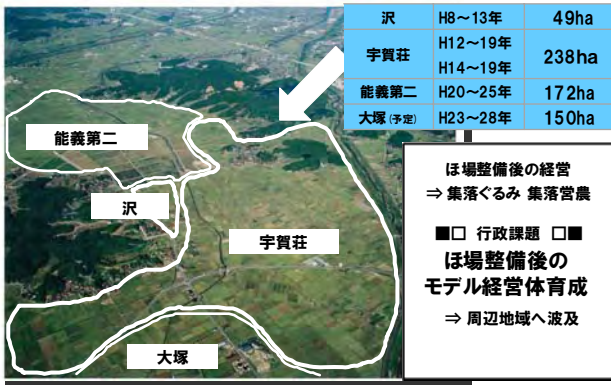 沢 H8～13年 49ha
宇賀荘 H12～19年 238ha
H14～19年
能義第二 H20～25年 172ha
大塚(予定) H23～28年 150ha
能義第二
沢
宇賀荘
大塚
ほ場整備後の経営
⇒ 集落ぐるみ 集落営農
■□ 行政課題 □■
ほ場整備後の
モデル経営体育成
⇒ 周辺地域へ波及